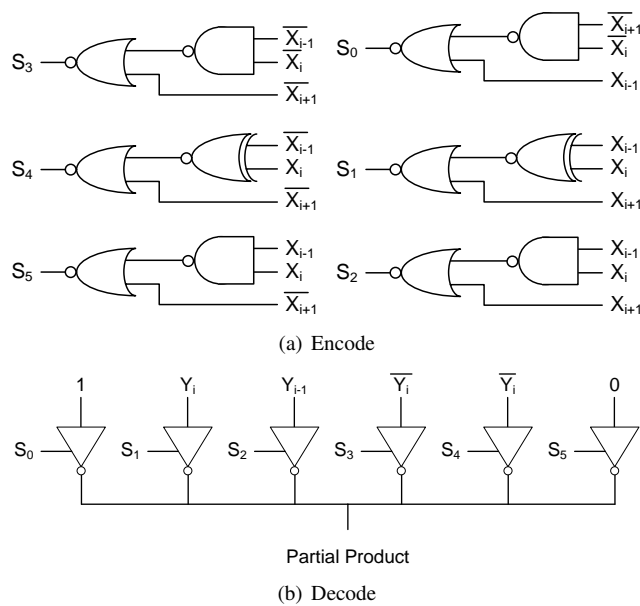 S₃ X̅ᵢ₋₁ X̅ᵢ X̅ᵢ₊₁
S₀ X̅ᵢ₊₁ X̅ᵢ Xᵢ₋₁
S₄ X̅ᵢ₋₁ Xᵢ X̅ᵢ₊₁
S₁ Xᵢ₋₁ Xᵢ Xᵢ₊₁
S₅ Xᵢ₋₁ Xᵢ X̅ᵢ₊₁
S₂ Xᵢ₋₁ Xᵢ Xᵢ₊₁
(a) Encode
1 Yᵢ Yᵢ₋₁ Y̅ᵢ Y̅ᵢ 0
S₀ S₁ S₂ S₃ S₄ S₅
Partial Product
(b) Decode